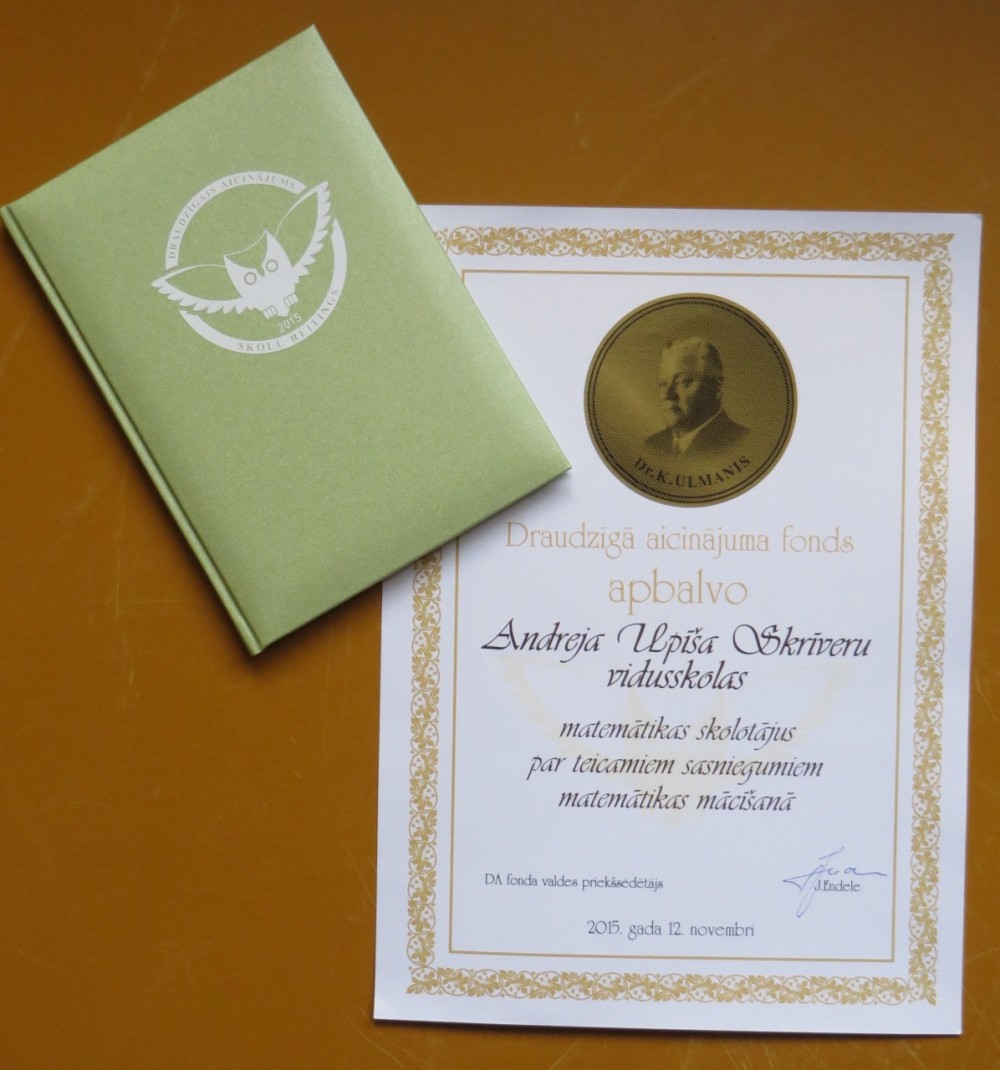 DRAUDZĪGAIS AICINĀJUMS
2015
SKOLU REITINGS
Dr.K.ULMANIS
Draudzīgā aicinājuma fonds
apbalvo
Andreja Upīša Skrīveru
vidusskolas
matemātikas skolotājus
par teicamiem sasniegumiem
matemātikas mācīšanā
DA fonda valdes priekšsēdētājs
J.Endele
2015. gada 12. novembri